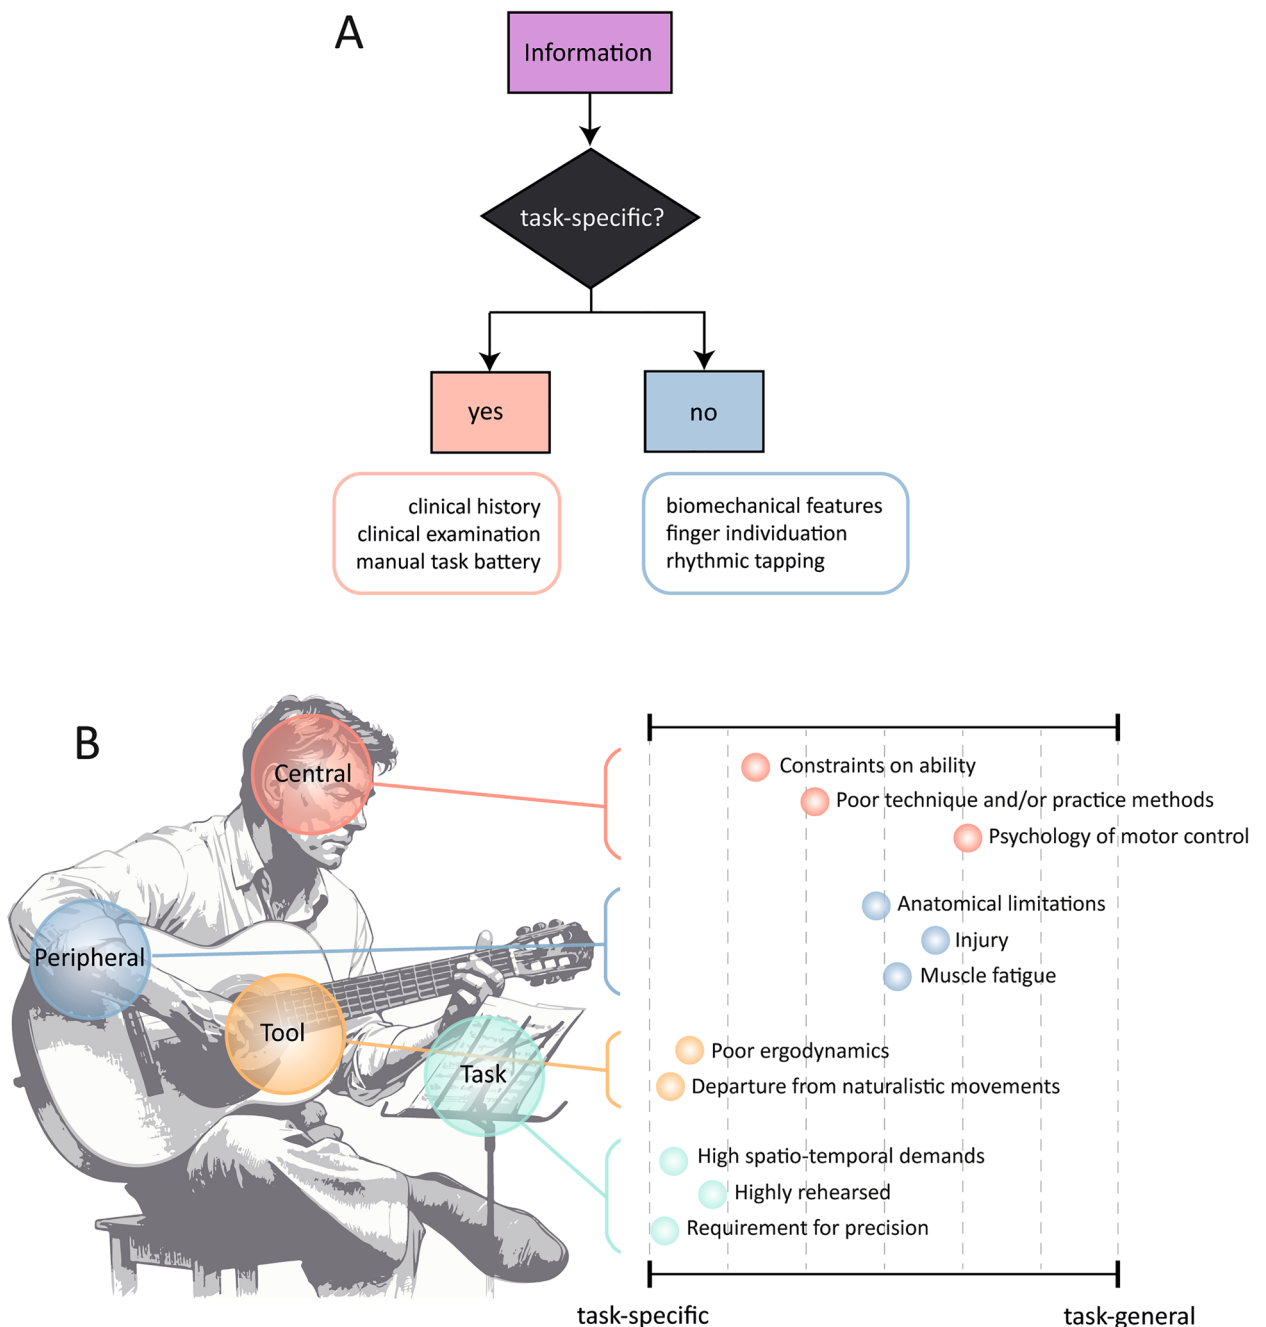 A
Information
task-specific?
yes
no
clinical history
clinical examination
manual task battery
biomechanical features
finger individuation
rhythmic tapping
B
Central
Peripheral
Tool
Task
Constraints on ability
Poor technique and/or practice methods
Psychology of motor control
Anatomical limitations
Injury
Muscle fatigue
Poor ergodynamics
Departure from naturalistic movements
High spatio-temporal demands
Highly rehearsed
Requirement for precision
task-specific
task-general